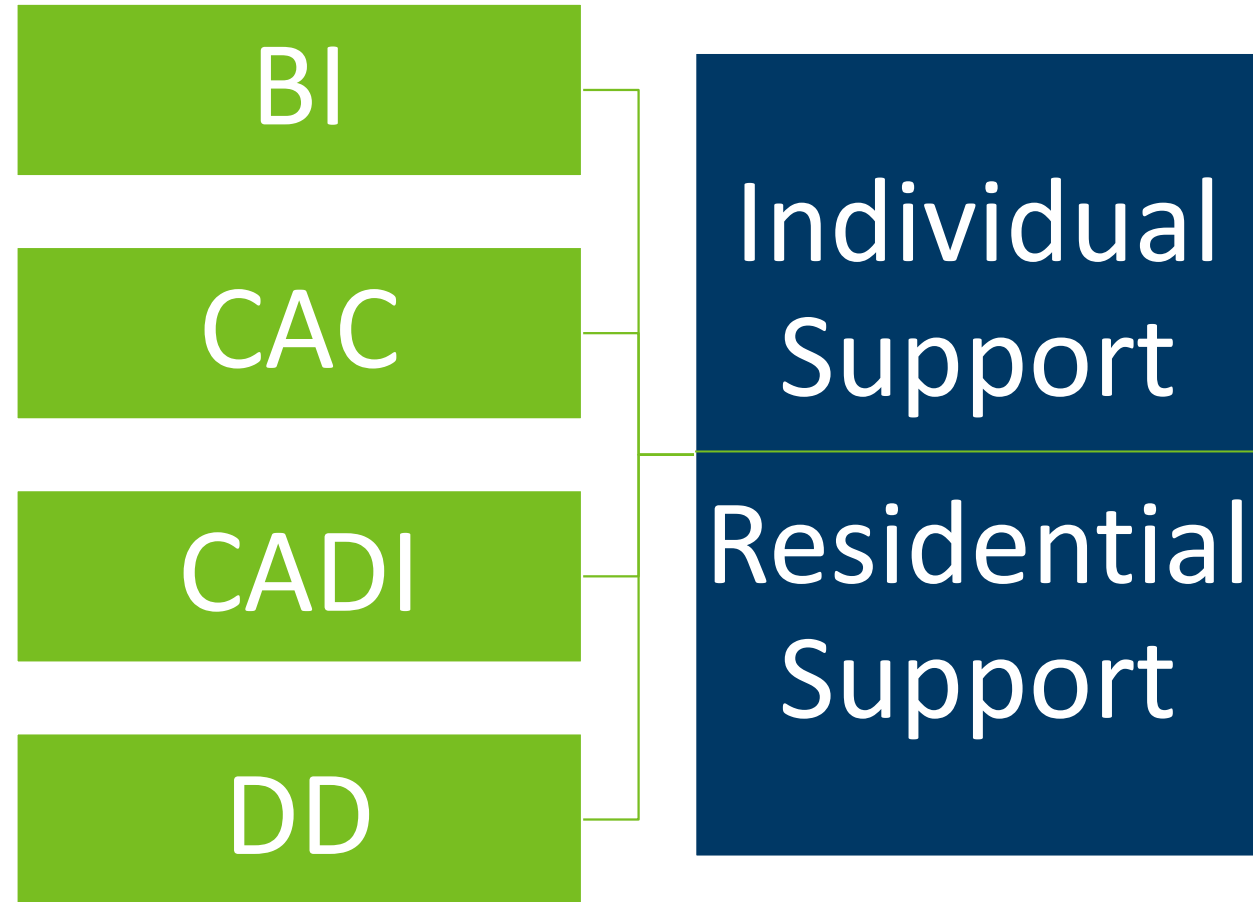 BI
CAC
CADI
DD
Individual
Support
Residential
Support